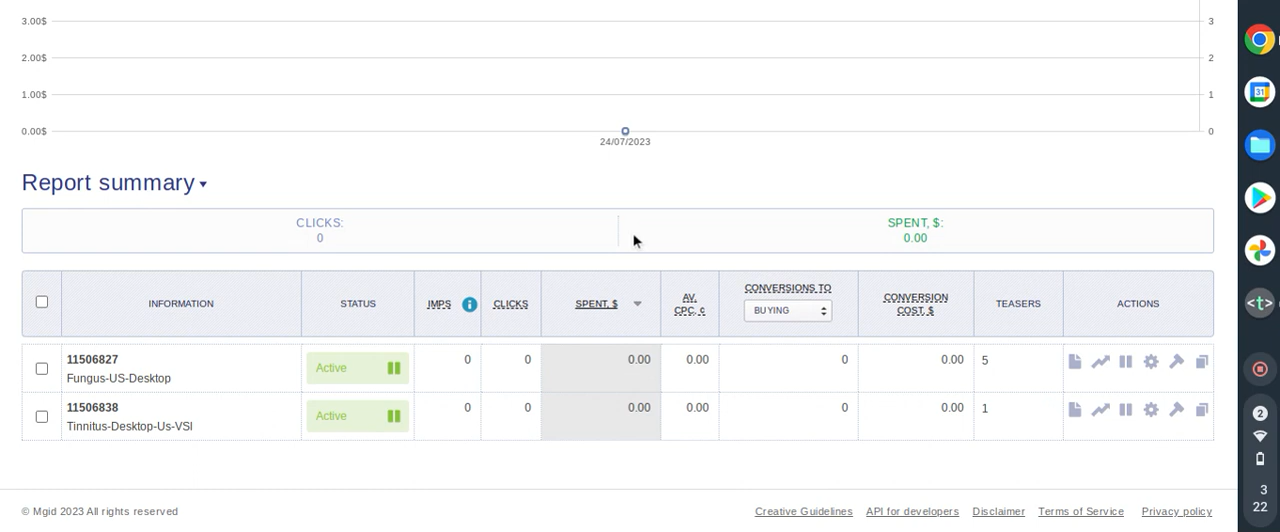 3.00$ 3
2.00$ 2
1.00$ 1
0.00$ 0
24/07/2023
Report summary
CLICKS: SPENT, $:
0 0.00
INFORMATION STATUS IMPS CLICKS SPENT, $ AV. CPC, ¢ CONVERSIONS TO BUYING CONVERSION COST, $ TEASERS ACTIONS
11506827 Active 0 0 0.00 0.00 0 0.00 5
Fungus-US-Desktop
11506838 Active 0 0 0.00 0.00 0 0.00 1
Tinnitus-Desktop-Us-VSl
© Mgid 2023 All rights reserved Creative Guidelines API for developers Disclaimer Terms of Service Privacy policy
31
<t>
2
3
22